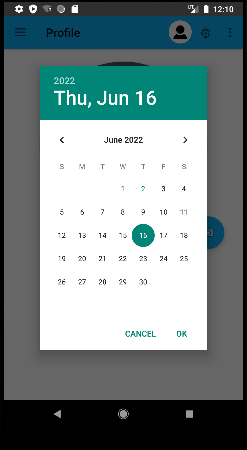 12:10
Profile
2022
Thu, Jun 16
June 2022
S M T W T F S
1 2 3 4
5 6 7 8 9 10 11
12 13 14 15 16 17 18
19 20 21 22 23 24 25
26 27 28 29 30
CANCEL OK